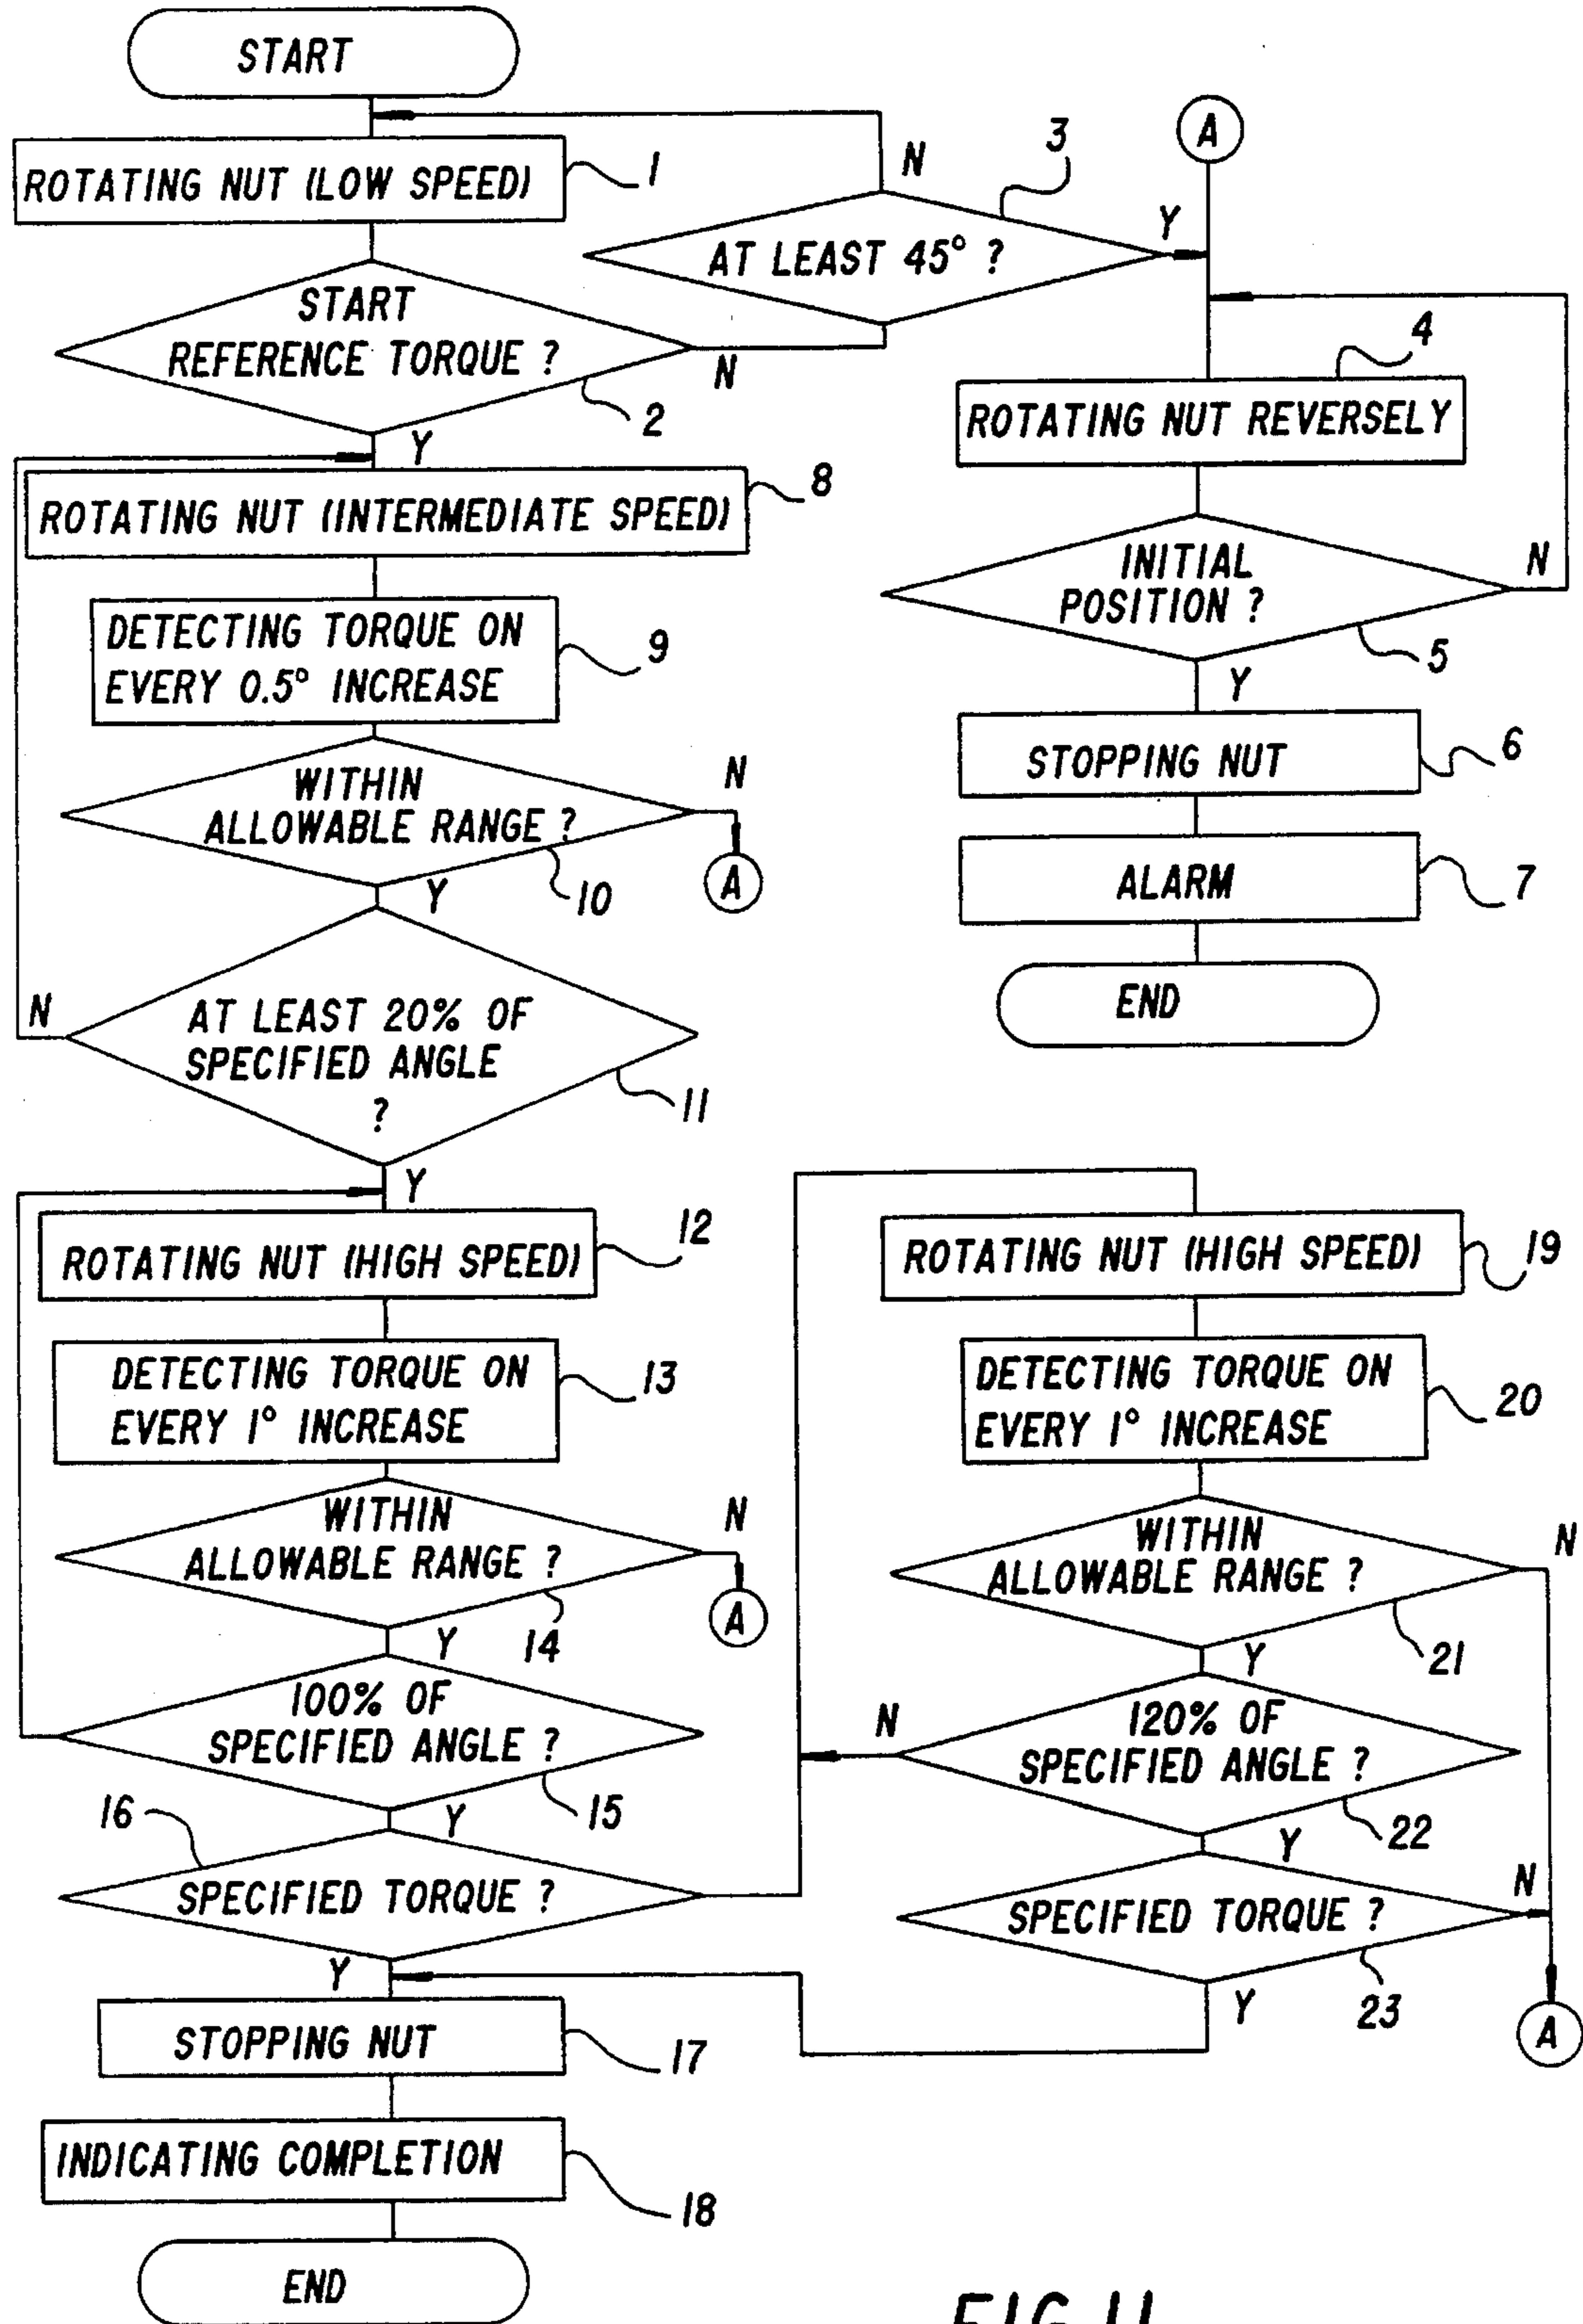 START
ROTATING NUT (LOW SPEED)
1
START
REFERENCE TORQUE ?
2
N
AT LEAST 45° ?
3
N
Y
A
ROTATING NUT REVERSELY
4
INITIAL
POSITION ?
5
N
Y
STOPPING NUT
6
ALARM
7
END
Y
ROTATING NUT (INTERMEDIATE SPEED)
8
DETECTING TORQUE ON
EVERY 0.5° INCREASE
9
WITHIN
ALLOWABLE RANGE ?
10
N
A
Y
AT LEAST 20% OF
SPECIFIED ANGLE
?
11
N
Y
ROTATING NUT (HIGH SPEED)
12
DETECTING TORQUE ON
EVERY 1° INCREASE
13
WITHIN
ALLOWABLE RANGE ?
14
N
A
Y
100% OF
SPECIFIED ANGLE ?
15
Y
16
SPECIFIED TORQUE ?
Y
STOPPING NUT
17
INDICATING COMPLETION
18
END
ROTATING NUT (HIGH SPEED)
19
DETECTING TORQUE ON
EVERY 1° INCREASE
20
WITHIN
ALLOWABLE RANGE ?
21
N
Y
120% OF
SPECIFIED ANGLE ?
22
N
Y
SPECIFIED TORQUE ?
23
N
Y
A
FIG.11